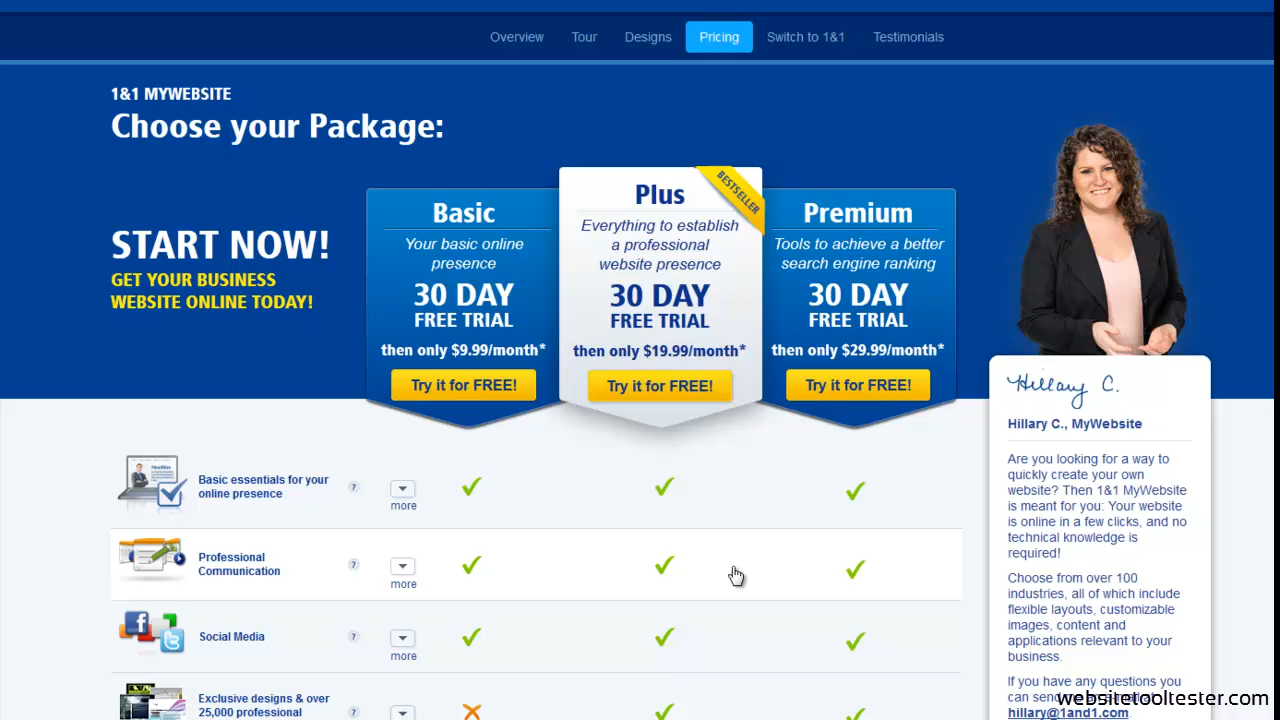 Overview Tour Designs Pricing Switch to 1&1 Testimonials
1&1 MYWEBSITE
Choose your Package:
START NOW!
GET YOUR BUSINESS
WEBSITE ONLINE TODAY!
Basic
Your basic online
presence
30 DAY
FREE TRIAL
then only $9.99/month*
Try it for FREE!
BESTSELLER
Plus
Everything to establish
a professional
website presence
30 DAY
FREE TRIAL
then only $19.99/month*
Try it for FREE!
Premium
Tools to achieve a better
search engine ranking
30 DAY
FREE TRIAL
then only $29.99/month*
Try it for FREE!
Basic essentials for your
online presence
?
more
Professional
Communication
?
more
Social Media
?
more
Exclusive designs & over
25,000 professional
?
Hillary C.
Hillary C., MyWebsite
Are you looking for a way to
quickly create your own
website? Then 1&1 MyWebsite
is meant for you: Your website
is online in a few clicks, and no
technical knowledge is
required!
Choose from over 100
industries, all of which include
flexible layouts, customizable
images, content and
applications relevant to your
business.
If you have any questions you
can
hillary@1and1.com.
websitetooltester.com